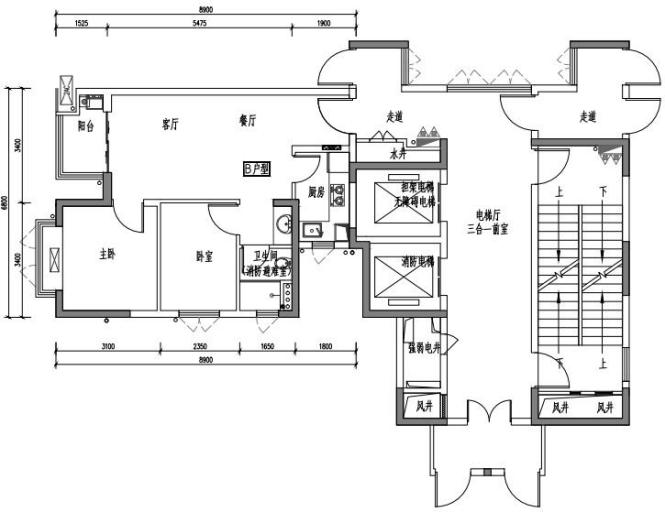 8900
1525
5475
1900
6800
3400
3400
阳台
客厅
餐厅
走道
走道
水井
B户型
厨房
担架电梯
无障碍电梯
电梯厅
三合一前室
上
下
主卧
卧室
卫生间
(消防避难室)
消防电梯
强弱电井
下
上
风井
风井
风井
3100
2350
1650
1800
8900